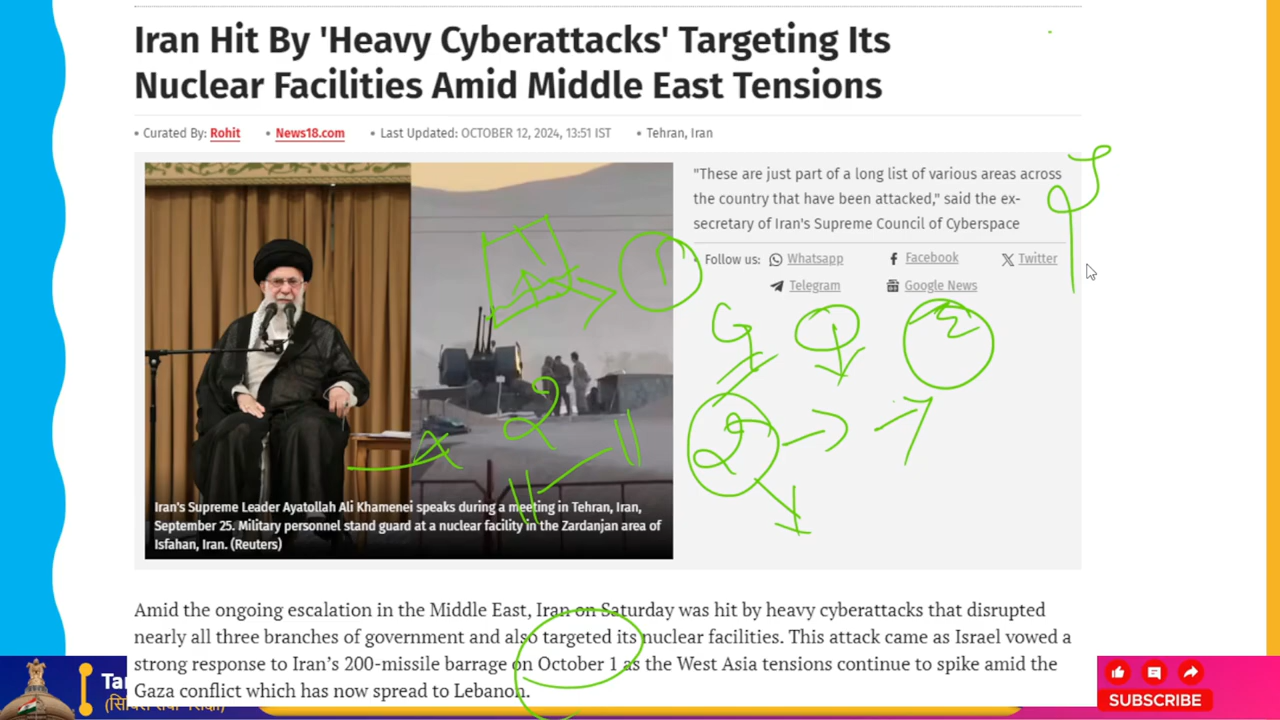 Iran Hit By 'Heavy Cyberattacks' Targeting Its
Nuclear Facilities Amid Middle East Tensions
• Curated By: Rohit • News18.com • Last Updated: OCTOBER 12, 2024, 13:51 IST • Tehran, Iran
"These are just part of a long list of various areas across
the country that have been attacked," said the ex-
secretary of Iran's Supreme Council of Cyberspace
Follow us: Whatsapp Facebook Twitter
Telegram Google News
Iran's Supreme Leader Ayatollah Ali Khamenei speaks during a meeting in Tehran, Iran,
September 25. Military personnel stand guard at a nuclear facility in the Zardanjan area of
Isfahan, Iran. (Reuters)
Amid the ongoing escalation in the Middle East, Iran on Saturday was hit by heavy cyberattacks that disrupted
nearly all three branches of government and also targeted its nuclear facilities. This attack came as Israel vowed a
strong response to Iran's 200-missile barrage on October 1 as the West Asia tensions continue to spike amid the
Gaza conflict which has now spread to Lebanon.
SUBSCRIBE